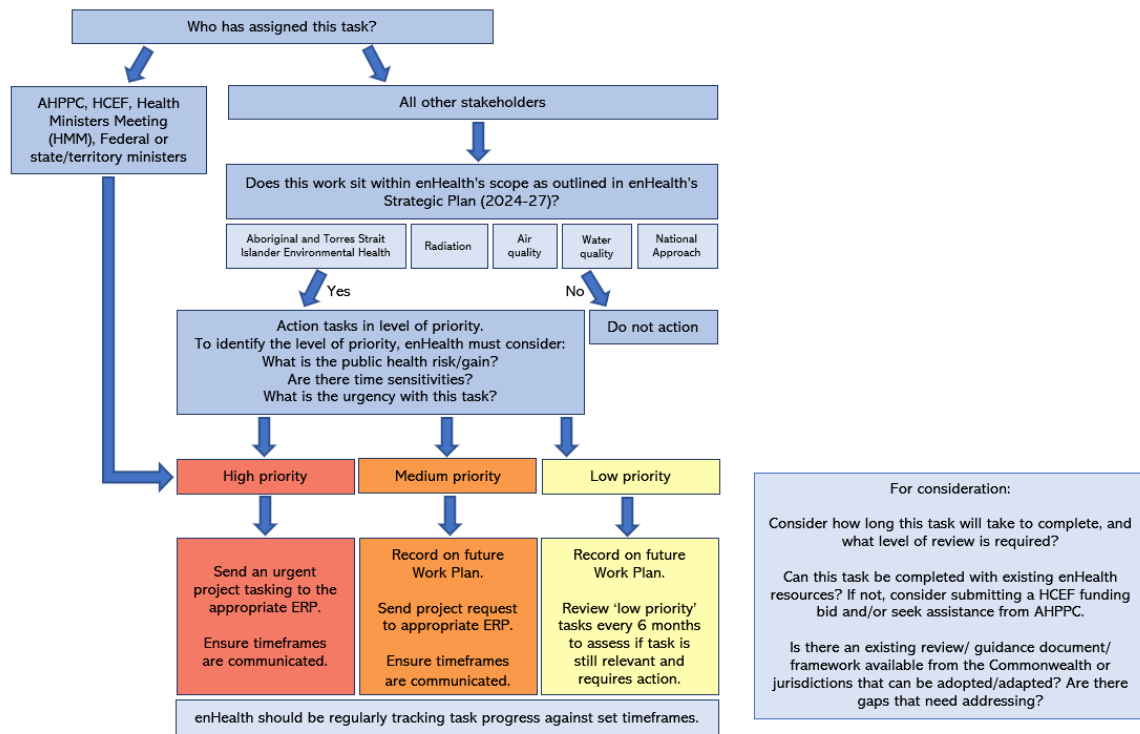 Who has assigned this task?
AHPPC, HCEF, Health
Ministers Meeting
(HMM), Federal or
state/territory ministers
All other stakeholders
Does this work sit within enHealth's scope as outlined in enHealth's
Strategic Plan (2024-27)?
Aboriginal and Torres Strait
Islander Environmental Health
Radiation
Air
quality
Water
quality
National
Approach
Yes
No
Action tasks in level of priority.
To identify the level of priority, enHealth must consider:
What is the public health risk/gain?
Are there time sensitivities?
What is the urgency with this task?
Do not action
High priority
Medium priority
Low priority
Send an urgent
project tasking to the
appropriate ERP.
Ensure timeframes
are communicated.
Record on future
Work Plan.
Send project request
to appropriate ERP.
Ensure timeframes
are communicated.
Record on future
Work Plan.
Review 'low priority'
tasks every 6 months
to assess if task is
still relevant and
requires action.
enHealth should be regularly tracking task progress against set timeframes.
For consideration:
Consider how long this task will take to complete, and
what level of review is required?
Can this task be completed with existing enHealth
resources? If not, consider submitting a HCEF funding
bid and/or seek assistance from AHPPC.
Is there an existing review/ guidance document/
framework available from the Commonwealth or
jurisdictions that can be adopted/adapted? Are there
gaps that need addressing?